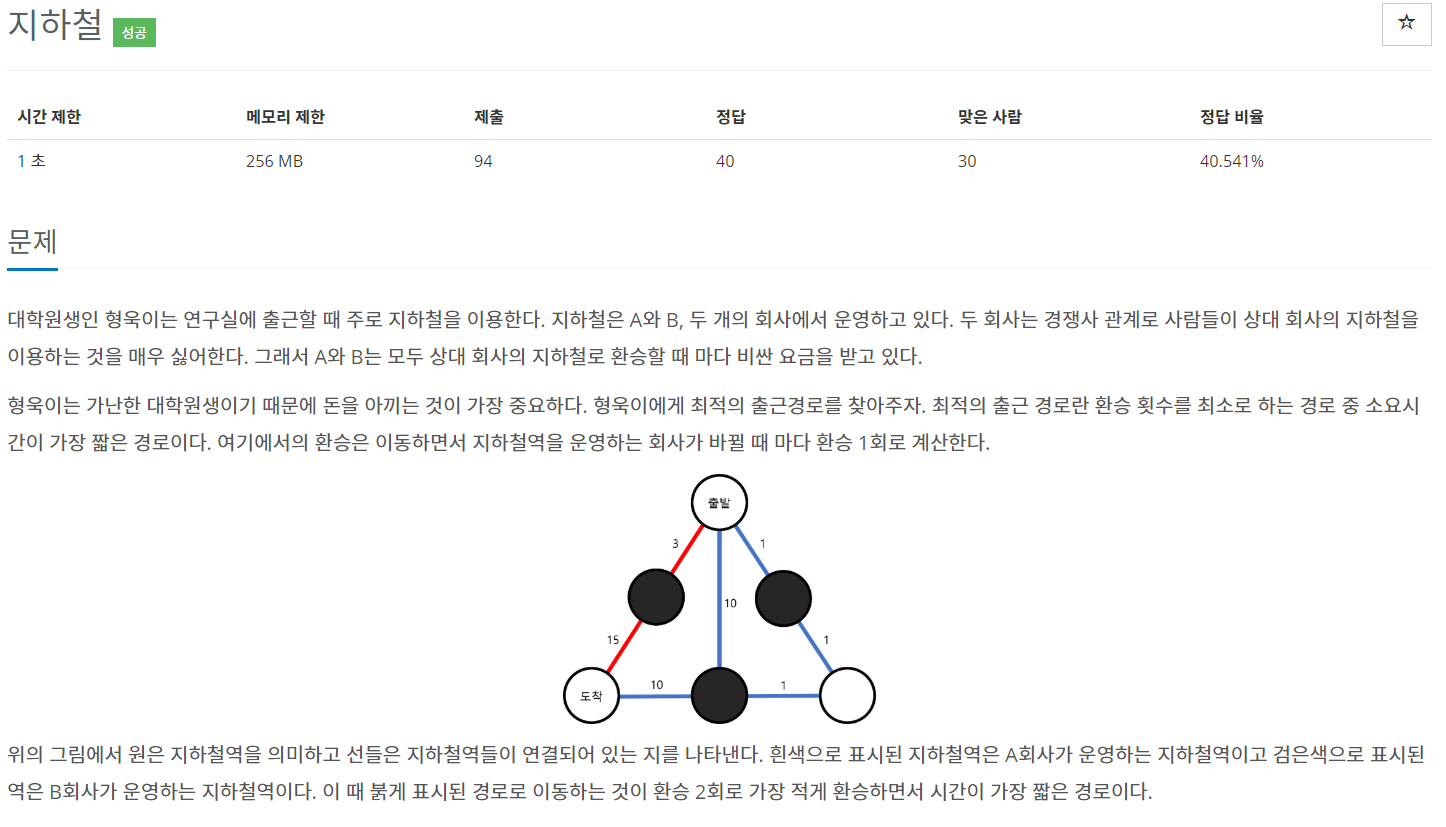 지하철 성공
☆
시간 제한 메모리 제한 제출 정답 맞은 사람 정답 비율
1 초 256 MB 94 40 30 40.541%
문제
대학원생인 형욱이는 연구실에 출근할 때 주로 지하철을 이용한다. 지하철은 A와 B, 두 개의 회사에서 운영하고 있다. 두 회사는 경쟁사 관계로 사람들이 상대 회사의 지하철을
이용하는 것을 매우 싫어한다. 그래서 A와 B는 모두 상대 회사의 지하철로 환승할 때 마다 비싼 요금을 받고 있다.
형욱이는 가난한 대학원생이기 때문에 돈을 아끼는 것이 가장 중요하다. 형욱이에게 최적의 출근경로를 찾아주자. 최적의 출근 경로란 환승 횟수를 최소로 하는 경로 중 소요시
간이 가장 짧은 경로이다. 여기에서의 환승은 이동하면서 지하철역을 운영하는 회사가 바뀔 때 마다 환승 1회로 계산한다.
출발
3 1
10
15 1
10 1
도착
위의 그림에서 원은 지하철역을 의미하고 선들은 지하철역들이 연결되어 있는 지를 나타낸다. 흰색으로 표시된 지하철역은 A회사가 운영하는 지하철역이고 검은색으로 표시된
역은 B회사가 운영하는 지하철역이다. 이 때 붉게 표시된 경로로 이동하는 것이 환승 2회로 가장 적게 환승하면서 시간이 가장 짧은 경로이다.